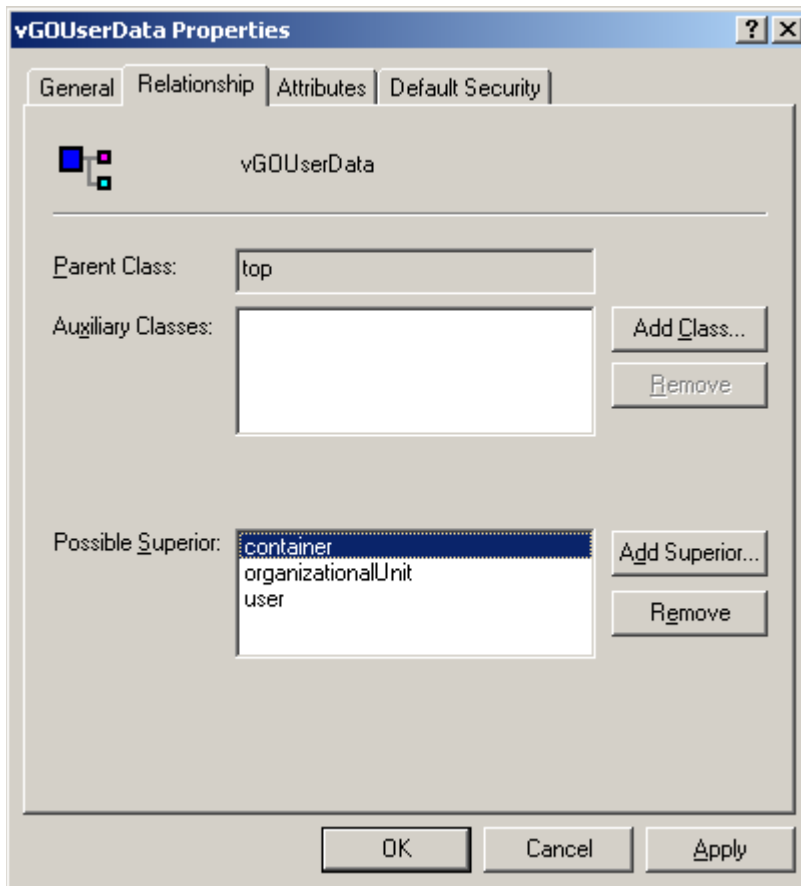 vGOUserData Properties
? X
General Relationship Attributes Default Security
vGOUserData
Parent Class: top
Auxiliary Classes: Add Class...
Remove
Possible Superior: container Add Superior...
organizationalUnit
user Remove
OK Cancel Apply